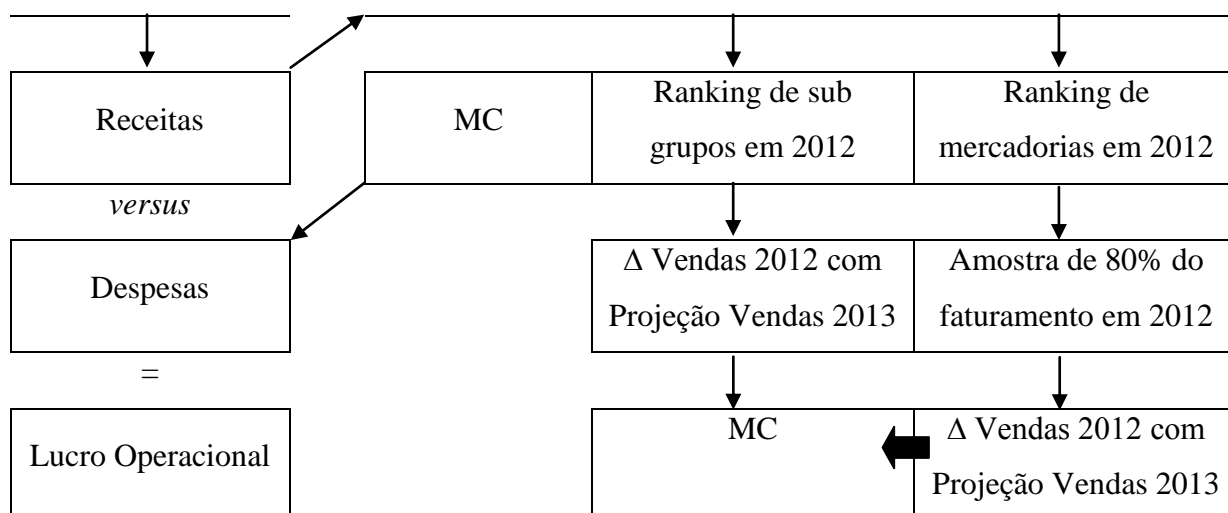 Receitas
MC
Ranking de sub
grupos em 2012
Ranking de
mercadorias em 2012
versus
Despesas
∆ Vendas 2012 com
Projeção Vendas 2013
Amostra de 80% do
faturamento em 2012
=
Lucro Operacional
MC
∆ Vendas 2012 com
Projeção Vendas 2013